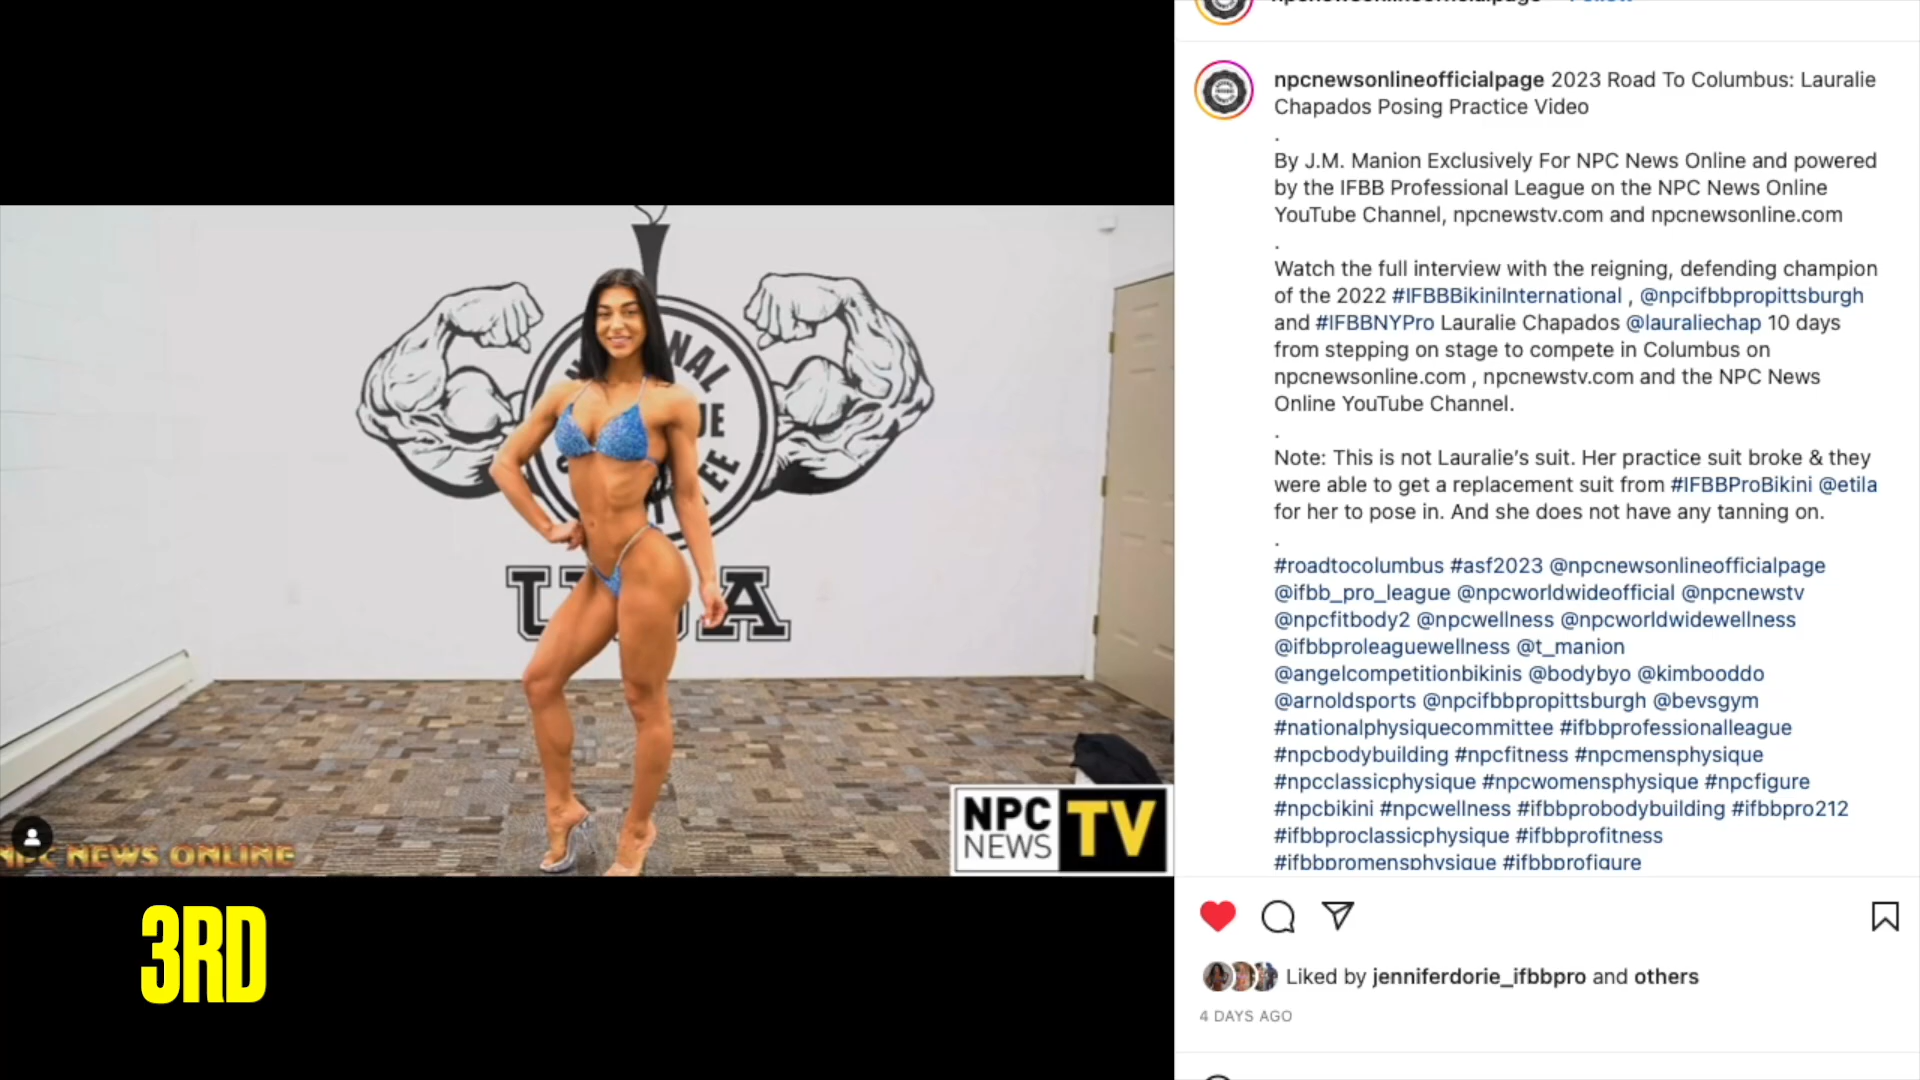 npcnewsonlineofficialpage Follow
npcnewsonlineofficialpage 2023 Road To Columbus: Lauralie
Chapados Posing Practice Video
.
By J.M. Manion Exclusively For NPC News Online and powered
by the IFBB Professional League on the NPC News Online
YouTube Channel, npcnewstv.com and npcnewsonline.com
.
Watch the full interview with the reigning, defending champion
of the 2022 #IFBBBikiniInternational , @npcifbbpropittsburgh
and #IFBBNYPro Lauralie Chapados @lauraliechap 10 days
from stepping on stage to compete in Columbus on
npcnewsonline.com , npcnewstv.com and the NPC News
Online YouTube Channel.
.
Note: This is not Lauralie’s suit. Her practice suit broke & they
were able to get a replacement suit from #IFBBProBikini @etila
for her to pose in. And she does not have any tanning on.
.
#roadtocolumbus #asf2023 @npcnewsonlineofficialpage
@ifbb_pro_league @npcworldwideofficial @npcnewstv
@npcfitbody2 @npcwellness @npcworldwidewellness
@ifbbproleaguewellness @t_manion
@angelcompetitionbikinis @bodybyo @kimbooddo
@arnoldsports @npcifbbpropittsburgh @bevsgym
#nationalphysiquecommittee #ifbbprofessionalleague
#npcbodybuilding #npcfitness #npcmensphysique
#npcclassicphysique #npcwomensphysique #npcfigure
#npcbikini #npcwellness #ifbbprobodybuilding #ifbbpro212
#ifbbproclassicphysique #ifbbprofitness
#ifbbpromensphysique #ifbbprofigure
Liked by jenniferdorie_ifbbpro and others
4 DAYS AGO
NPC NEWS ONLINE
NPC
NEWS
TV
3RD